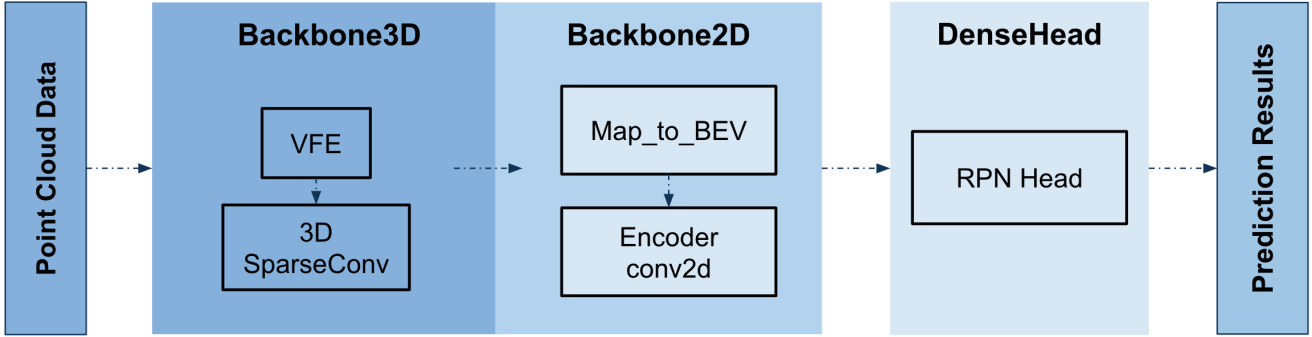 Point Cloud Data
Backbone3D
VFE
3D
SparseConv
Backbone2D
Map_to_BEV
Encoder
conv2d
DenseHead
RPN Head
Prediction Results